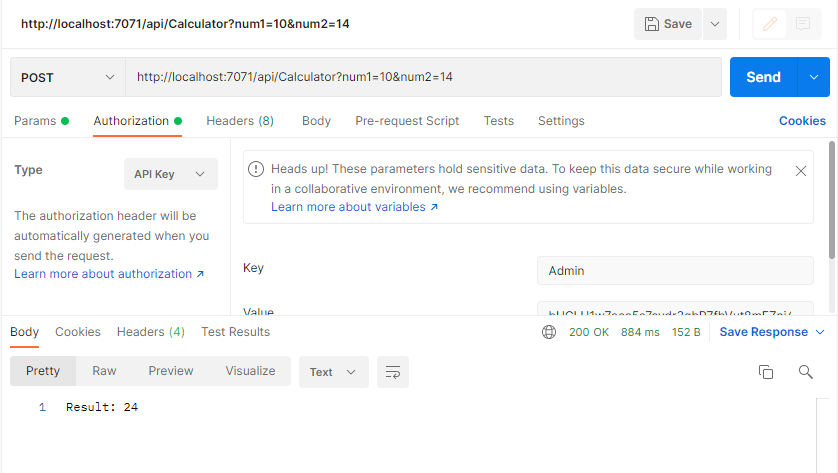 http://localhost:7071/api/Calculator?num1=10&num2=14
Save
POST
http://localhost:7071/api/Calculator?num1=10&num2=14
Send
Params
Authorization
Headers (8)
Body
Pre-request Script
Tests
Settings
Cookies
Type
API Key
The authorization header will be
automatically generated when you
send the request.
Learn more about authorization ↗
Heads up! These parameters hold sensitive data. To keep this data secure while working
in a collaborative environment, we recommend using variables.
Learn more about variables ↗
Key
Admin
Value
Body
Cookies
Headers (4)
Test Results
200 OK
884 ms
152 B
Save Response
Pretty
Raw
Preview
Visualize
Text
1
Result: 24